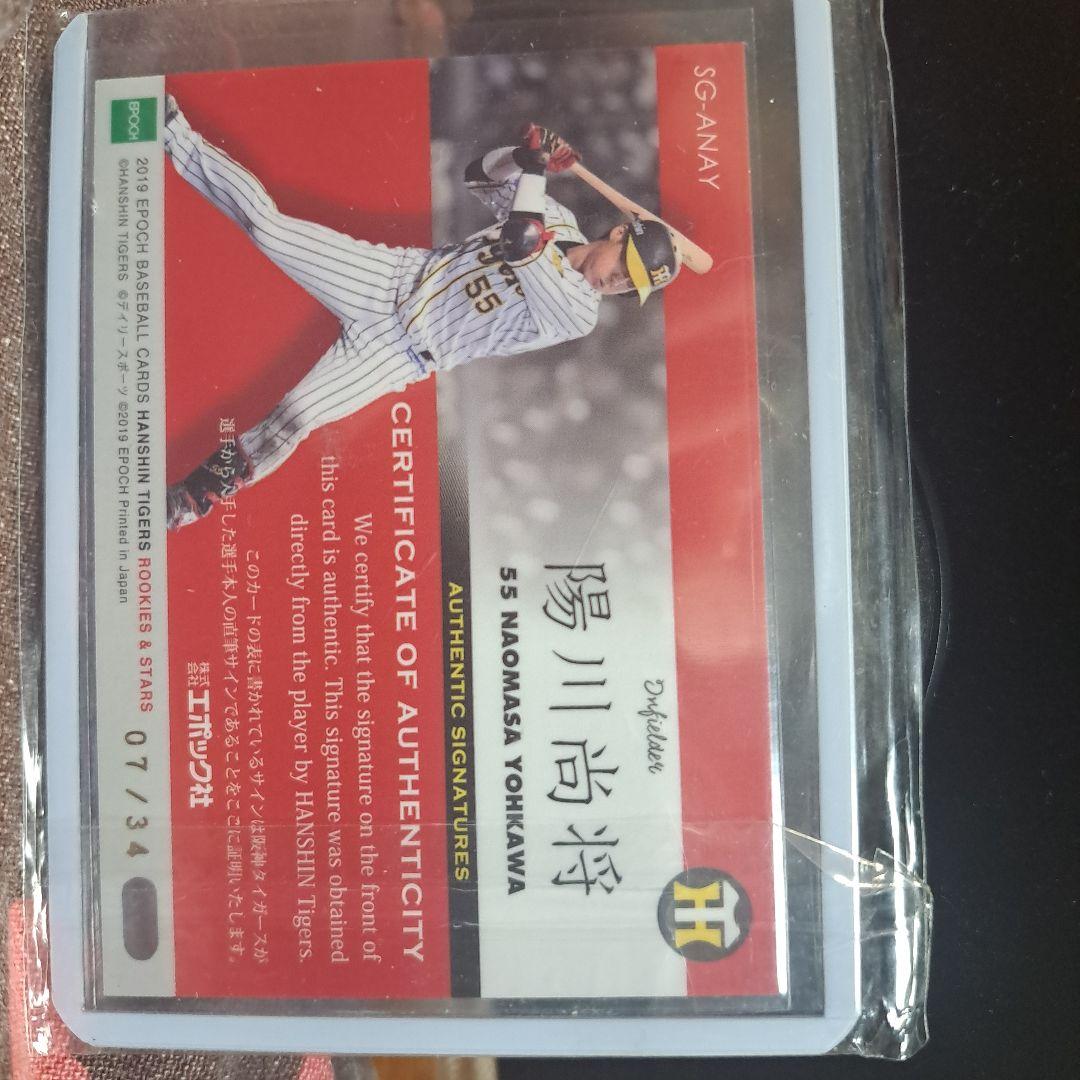 SG-ANAY
Infielder
陽川尚将
55 NAOMASA YOHKAWA
AUTHENTIC SIGNATURES
55
CERTIFICATE OF AUTHENTICITY
We certify that the signature on the front of
this card is authentic. This signature was obtained
directly from the player by HANSHIN Tigers.
このカードの表に書かれているサインは阪神タイガースが
選手から入手した選手本人の直筆サインであることをここに証明いたします。
株式会社エポック社
EPOCH
2019 EPOCH BASEBALL CARDS HANSHIN TIGERS ROOKIES & STARS
©HANSHIN TIGERS ©デイリースポーツ ©2019 EPOCH Printed in Japan
07/34